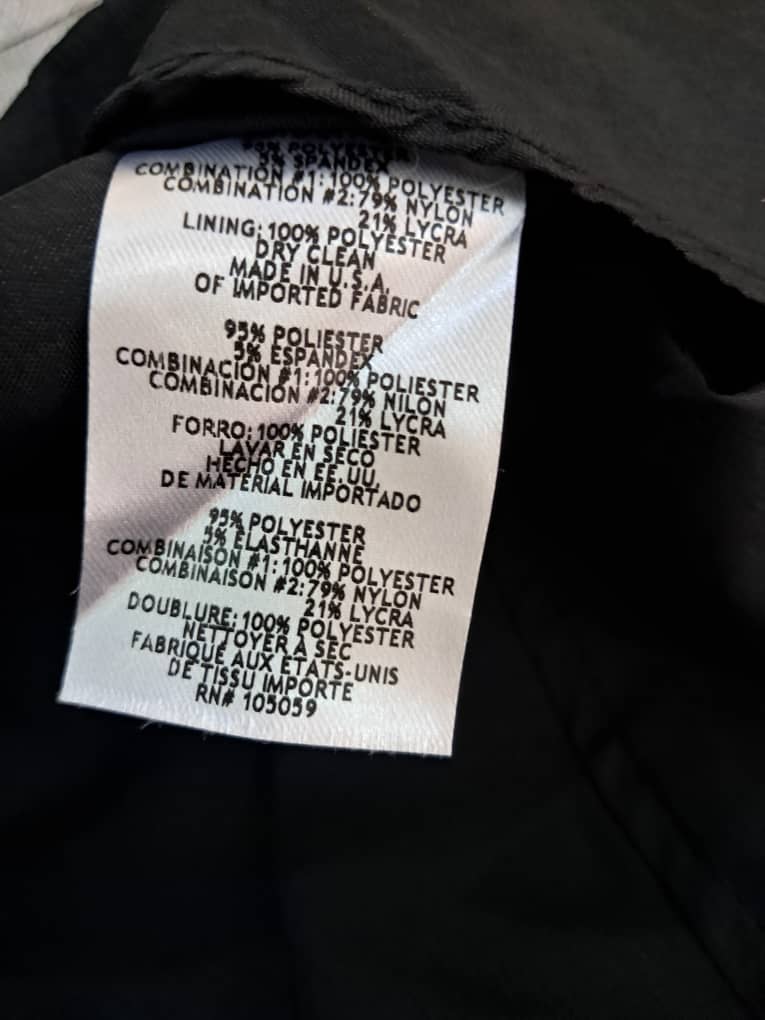 95% POLYESTER
5% SPANDEX
COMBINATION #1:100% POLYESTER
COMBINATION #2:79% NYLON
21% LYCRA
LINING:100% POLYESTER
DRY CLEAN
MADE IN U.S.A.
OF IMPORTED FABRIC
95% POLIESTER
5% ESPANDEX
COMBINACIÓN #1:100% POLIESTER
COMBINACIÓN #2:79% NILON
21% LYCRA
FORRO:100% POLIESTER
LAVAR EN SECO
HECHO EN EE.UU.
DE MATERIAL IMPORTADO
95% POLYESTER
5% ÉLASTHANNE
COMBINAISON #1:100% POLYESTER
COMBINAISON #2:79% NYLON
21% LYCRA
DOUBLURE:100% POLYESTER
NETTOYER À SEC
FABRIQUÉ AUX ÉTATS-UNIS
DE TISSU IMPORTE
RN# 105059